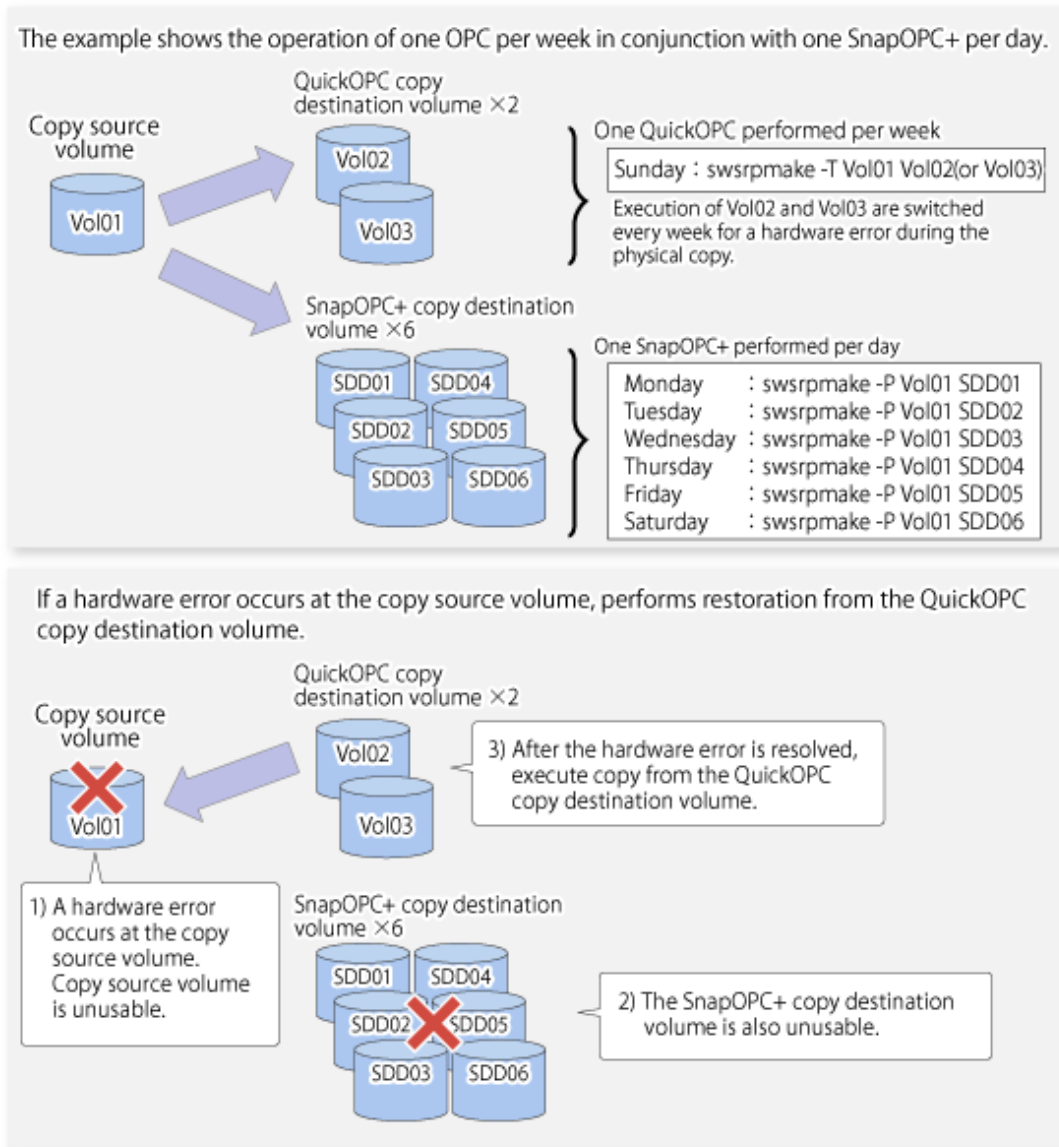 The example shows the operation of one OPC per week in conjunction with one SnapOPC+ per day.
QuickOPC copy
destination volume ×2
Copy source
volume
Vol01
Vol02
Vol03
One QuickOPC performed per week
Sunday : swsrpmake -T Vol01 Vol02(or Vol03)
Execution of Vol02 and Vol03 are switched
every week for a hardware error during the
physical copy.
SnapOPC+ copy destination
volume ×6
SDD01
SDD04
SDD02
SDD05
SDD03
SDD06
One SnapOPC+ performed per day
Monday : swsrpmake -P Vol01 SDD01
Tuesday : swsrpmake -P Vol01 SDD02
Wednesday : swsrpmake -P Vol01 SDD03
Thursday : swsrpmake -P Vol01 SDD04
Friday : swsrpmake -P Vol01 SDD05
Saturday : swsrpmake -P Vol01 SDD06
If a hardware error occurs at the copy source volume, performs restoration from the QuickOPC
copy destination volume.
QuickOPC copy
destination volume ×2
Copy source
volume
Vol01
Vol02
Vol03
3) After the hardware error is resolved,
execute copy from the QuickOPC
copy destination volume.
1) A hardware error
occurs at the copy
source volume.
Copy source volume
is unusable.
SnapOPC+ copy destination
volume ×6
SDD01
SDD04
SDD02
SDD05
SDD03
SDD06
2) The SnapOPC+ copy destination
volume is also unusable.